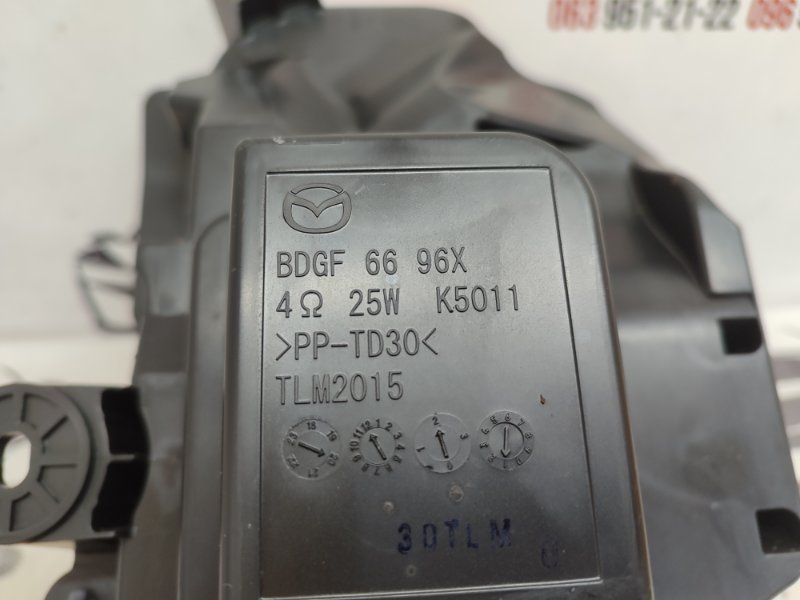 063 961-21-22 096
BDGF 66 96X
4Ω 25W K5011
>PP-TD30<
TLM2015
30TLM